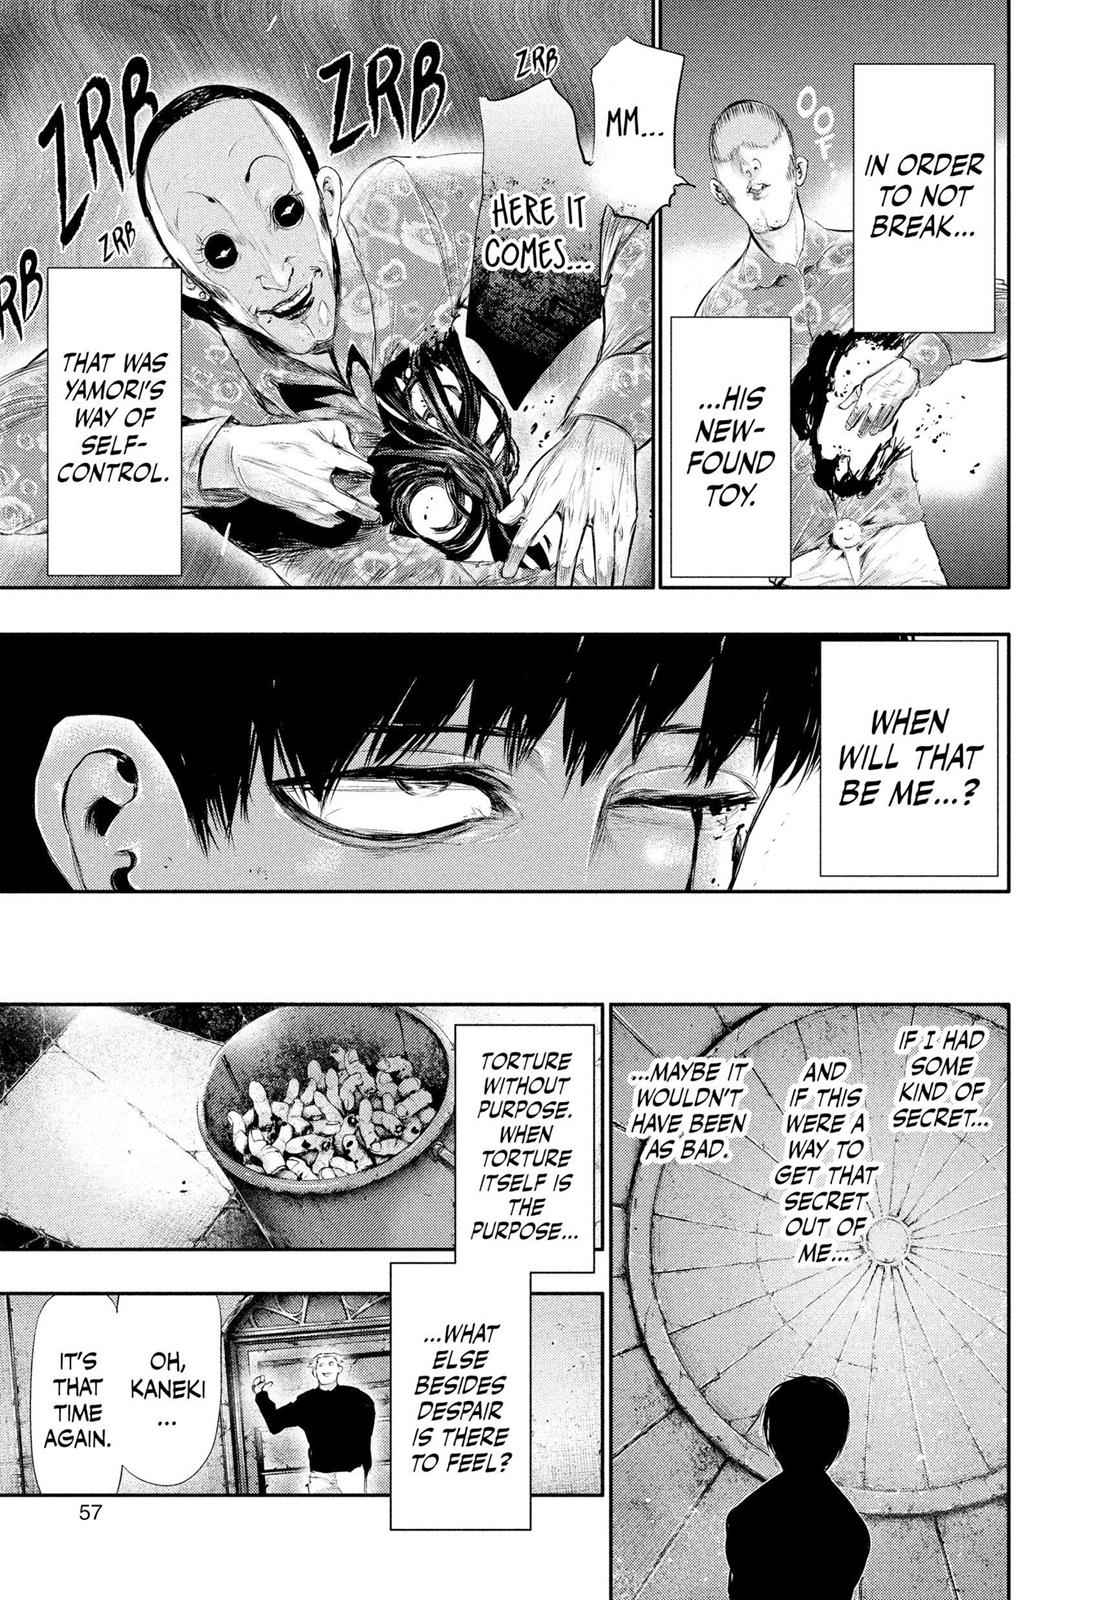 IN ORDER
TO NOT
BREAK...
OOF.
...HIS
NEW-
FOUND
TOY.
MM...
HERE IT
COMES...
ZRB
ZRB
ZRB
ZRB
RB
THAT WAS
YAMORI'S
WAY OF
SELF-
CONTROL.
WHEN
WILL THAT
BE ME...?
IF I HAD
SOME
KIND OF
SECRET...
AND
IF THIS
WERE A
WAY TO
GET THAT
SECRET
OUT OF
ME...
...MAYBE IT
WOULDN'T
HAVE BEEN
AS BAD.
TORTURE
WITHOUT
PURPOSE.
WHEN
TORTURE
ITSELF IS
THE
PURPOSE...
...WHAT
ELSE
BESIDES
DESPAIR
IS THERE
TO FEEL?
OH,
KANEKI
...
IT'S
THAT
TIME
AGAIN.
57